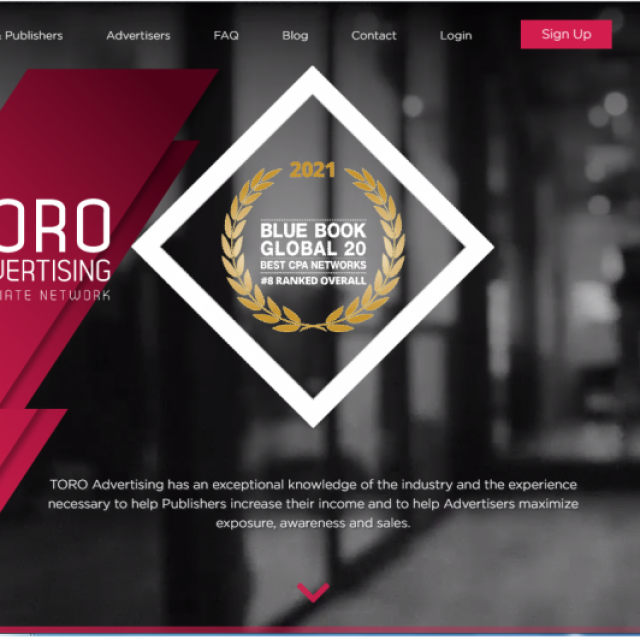 & Publishers Advertisers FAQ Blog Contact Login Sign Up
2021
BLUE BOOK
GLOBAL 20
BEST CPA NETWORKS
#8 RANKED OVERALL
ORO
VERTISING
IATE NETWORK
TORO Advertising has an exceptional knowledge of the industry and the experience
necessary to help Publishers increase their income and to help Advertisers maximize
exposure, awareness and sales.